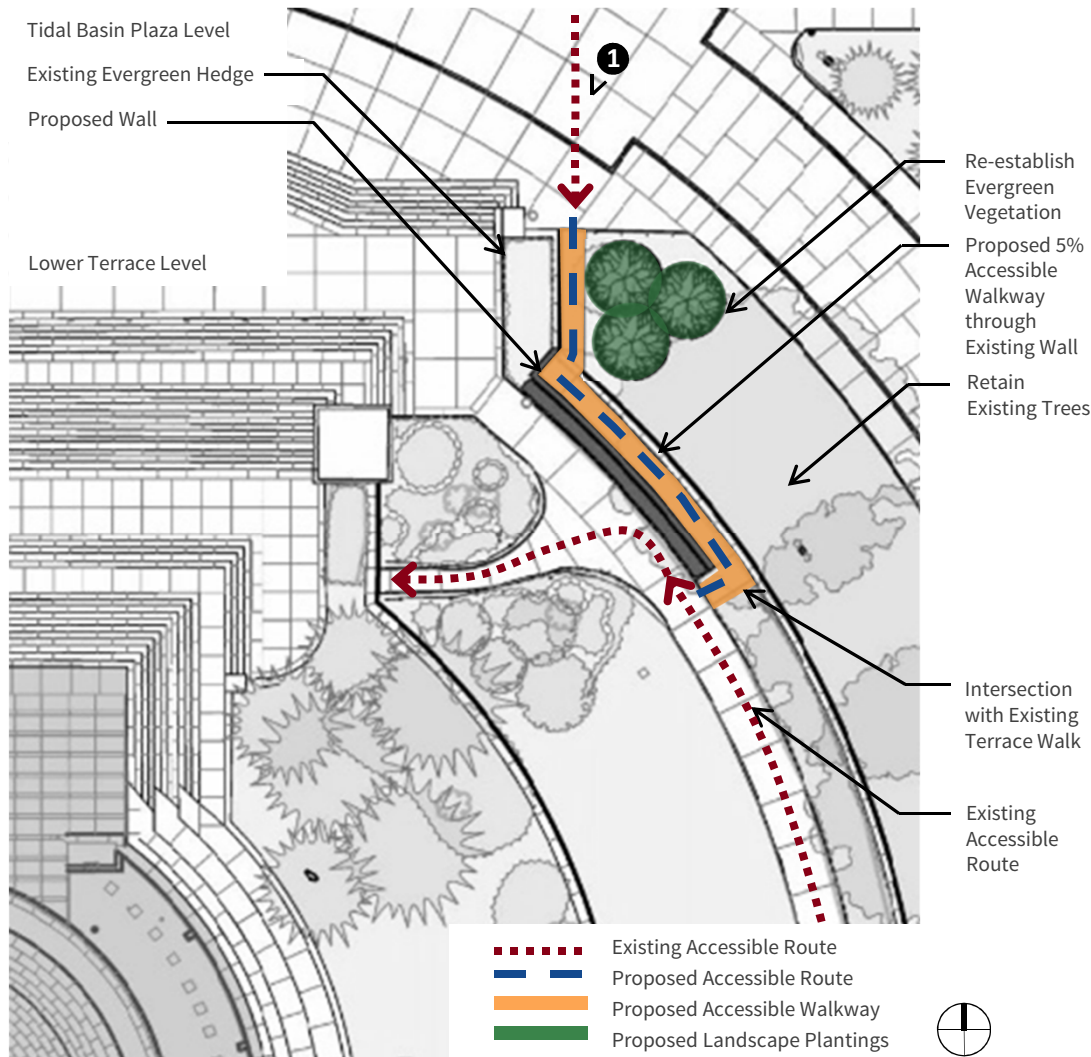 Tidal Basin Plaza Level
Existing Evergreen Hedge
Proposed Wall
Lower Terrace Level
1
Re-establish
Evergreen
Vegetation
Proposed 5%
Accessible
Walkway
through
Existing Wall
Retain
Existing Trees
Intersection
with Existing
Terrace Walk
Existing
Accessible
Route
Existing Accessible Route
Proposed Accessible Route
Proposed Accessible Walkway
Proposed Landscape Plantings